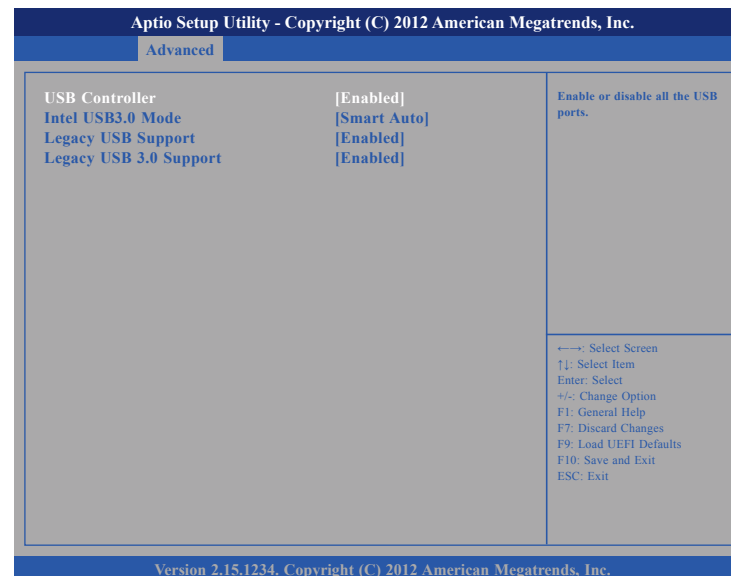 Aptio Setup Utility - Copyright (C) 2012 American Megatrends, Inc.
Advanced
USB Controller [Enabled]
Intel USB3.0 Mode [Smart Auto]
Legacy USB Support [Enabled]
Legacy USB 3.0 Support [Enabled]
Enable or disable all the USB
ports.
←→: Select Screen
↑↓: Select Item
Enter: Select
+/-: Change Option
F1: General Help
F7: Discard Changes
F9: Load UEFI Defaults
F10: Save and Exit
ESC: Exit
Version 2.15.1234. Copyright (C) 2012 American Megatrends, Inc.